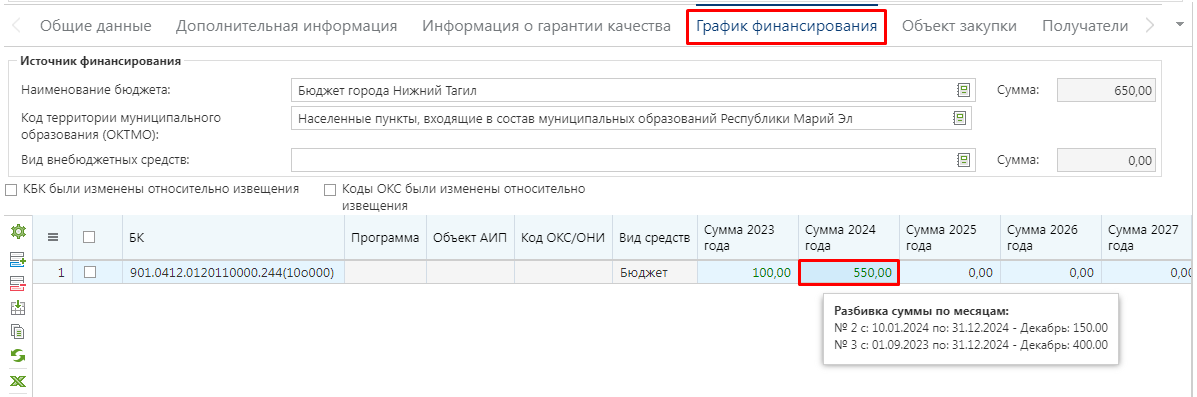 Общие данные Дополнительная информация Информация о гарантии качества График финансирования Объект закупки Получатели
Источник финансирования
Наименование бюджета: Бюджет города Нижний Тагил Сумма: 650,00
Код территории муниципального
образования (ОКТМО):
Населенные пункты, входящие в состав муниципальных образований Республики Марий Эл
Вид внебюджетных средств: Сумма: 0,00
КБК были изменены относительно извещения
Коды ОКС были изменены относительно
извещения
БК Программа Объект АИП Код ОКС/ОНИ Вид средств
Сумма 2023
года
Сумма 2024
года
Сумма 2025
года
Сумма 2026
года
Сумма 2027
года
1 901.0412.0120110000.244(10о000) Бюджет 100,00 550,00 0,00 0,00 0,00
Разбивка суммы по месяцам:
№ 2 с: 10.01.2024 по: 31.12.2024 - Декабрь: 150.00
№ 3 с: 01.09.2023 по: 31.12.2024 - Декабрь: 400.00